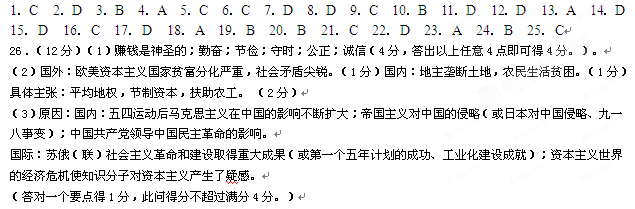 1. C 2. D 3. B 4. A 5. C 6. C 7. D 8. D 9. C 10. B 11. D 12. D 13. A 14. D
15. D 16. C 17. D 18. A 19. B 20. D 21. C 22. D 23. A 24. B 25. C
26.(12分)(1)赚钱是神圣的;勤奋;节俭;守时;公正;诚信(4分,答出以上任意4点即可得4分。)。
(2)国外:欧美资本主义国家贫富分化严重,社会矛盾尖锐。(1分)国内:地主垄断土地,农民生活贫困。(1分)
具体主张:平均地权,节制资本,扶助农工。(2分)
(3)原因:国内:五四运动后马克思主义在中国的影响不断扩大;帝国主义对中国的侵略(或日本对中国侵略、九一
八事变);中国共产党领导中国民主革命的影响。
国际:苏俄(联)社会主义革命和建设取得重大成果(或第一个五年计划的成功、工业化建设成就);资本主义世界
的经济危机使知识分子对资本主义产生了疑惑。
(答对一个要点得1分,此问得分不超过满分4分。)